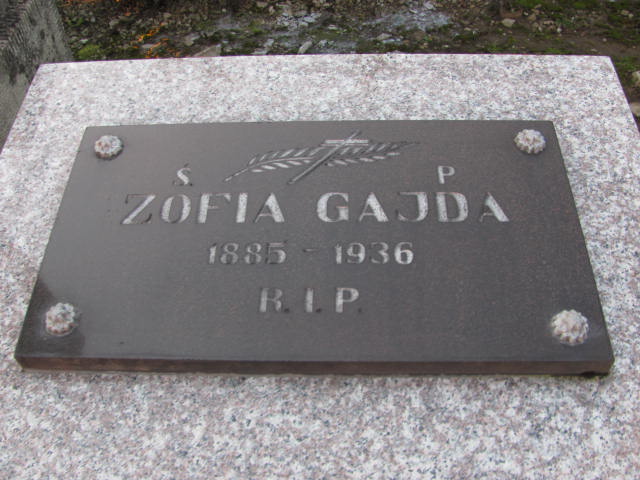 Ś. P
ZOFIA GAJDA
1885 - 1936
R.I.P.